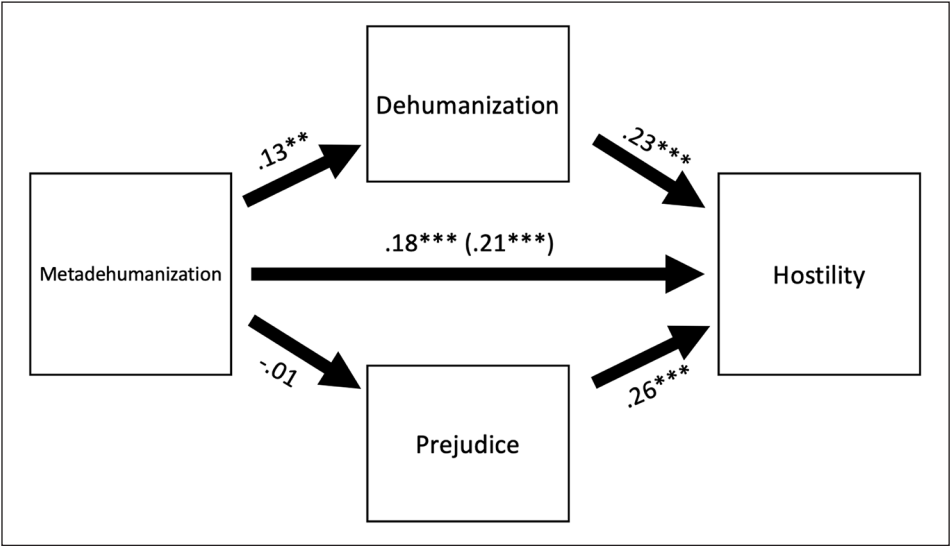 Dehumanization
.13**
.23***
.18*** (.21***)
Metadehumanization
Hostility
-.01
.26***
Prejudice